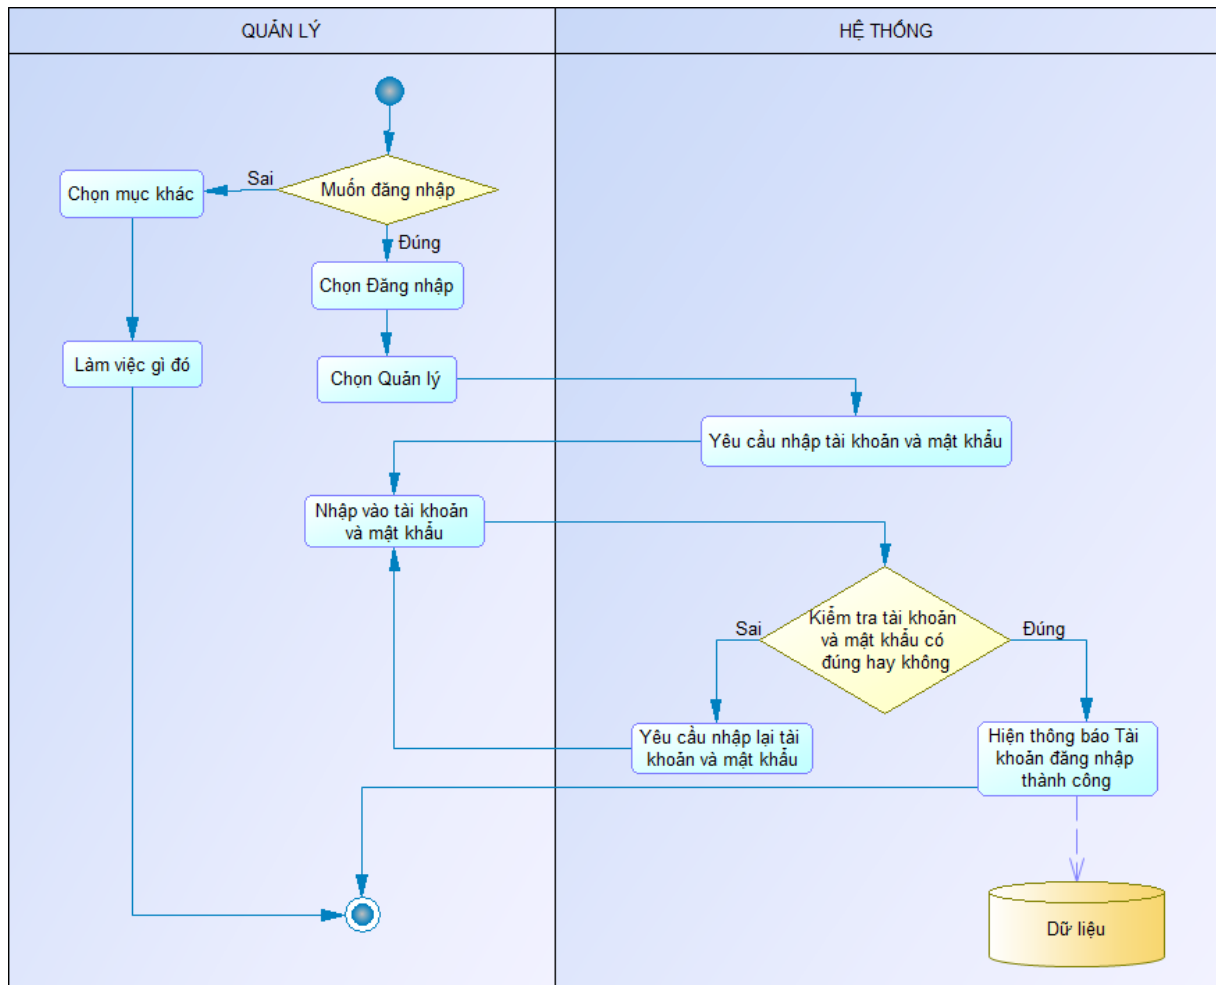 QUẢN LÝ
HỆ THỐNG
Muốn đăng nhập
Sai
Chọn mục khác
Đúng
Chọn Đăng nhập
Làm việc gì đó
Chọn Quản lý
Yêu cầu nhập tài khoản và mật khẩu
Nhập vào tài khoản
và mật khẩu
Kiểm tra tài khoản
và mật khẩu có
đúng hay không
Sai
Đúng
Yêu cầu nhập lại tài
khoản và mật khẩu
Hiện thông báo Tài
khoản đăng nhập
thành công
Dữ liệu